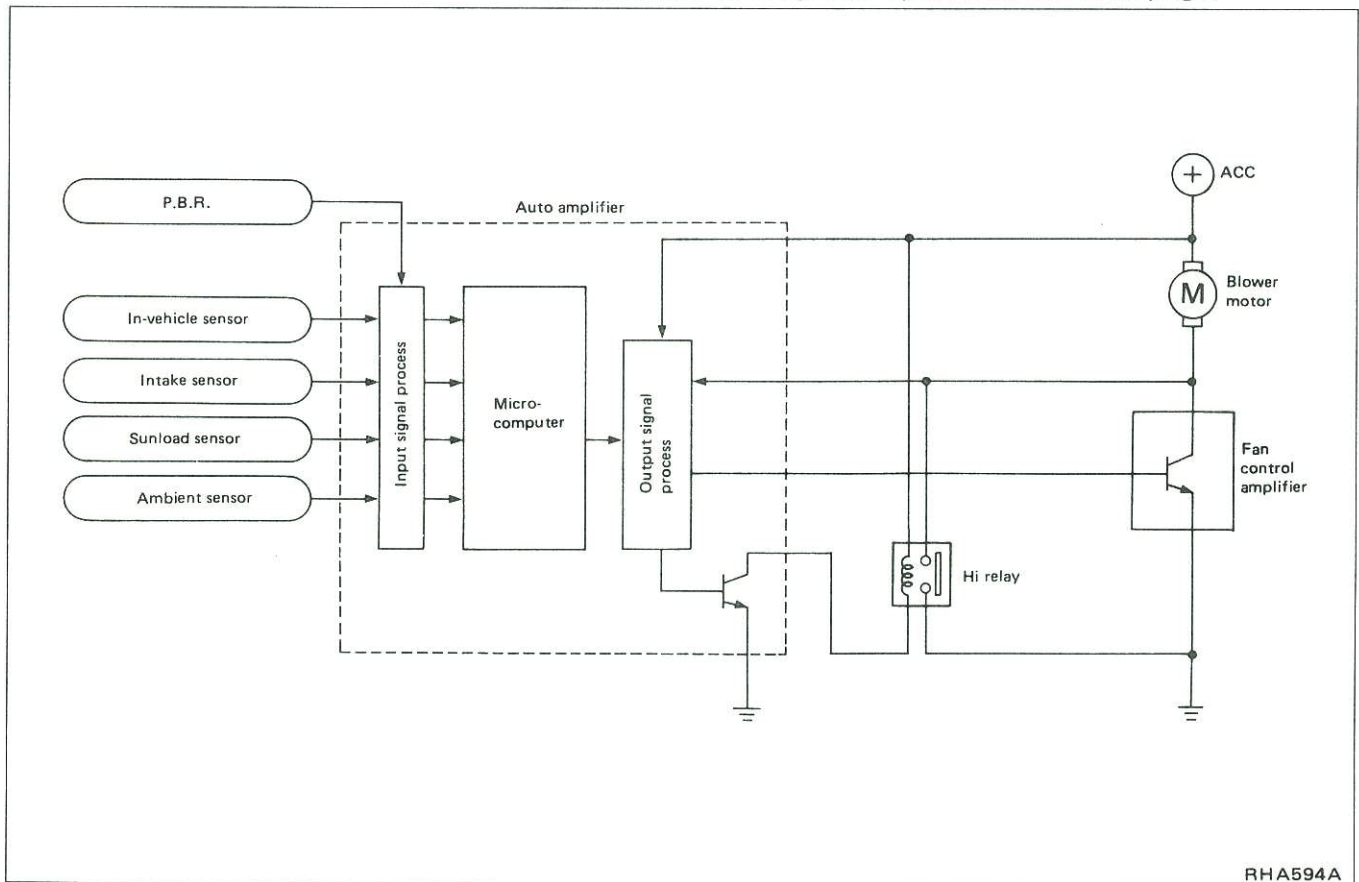 P.B.R.
Auto amplifier
In-vehicle sensor
Intake sensor
Sunload sensor
Ambient sensor
Input signal process
Micro-
computer
Output signal
process
+
ACC
M
Blower
motor
Fan
control
amplifier
Hi relay
RHA594A